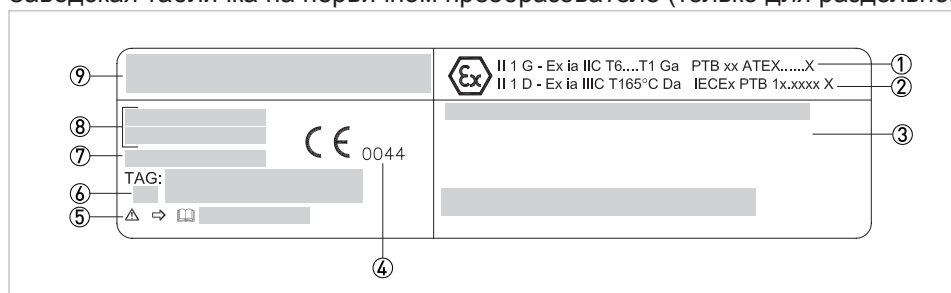 Заводская табличка на первичном преобразователе (только для раздельно
II 1 G - Ex ia IIC T6....T1 Ga PTB xx ATEX......X
II 1 D - Ex ia IIIC T165°C Da IECEx PTB 1x.xxxx X
Ex
CE 0044
TAG:
①
②
③
④
⑤
⑥
⑦
⑧
⑨